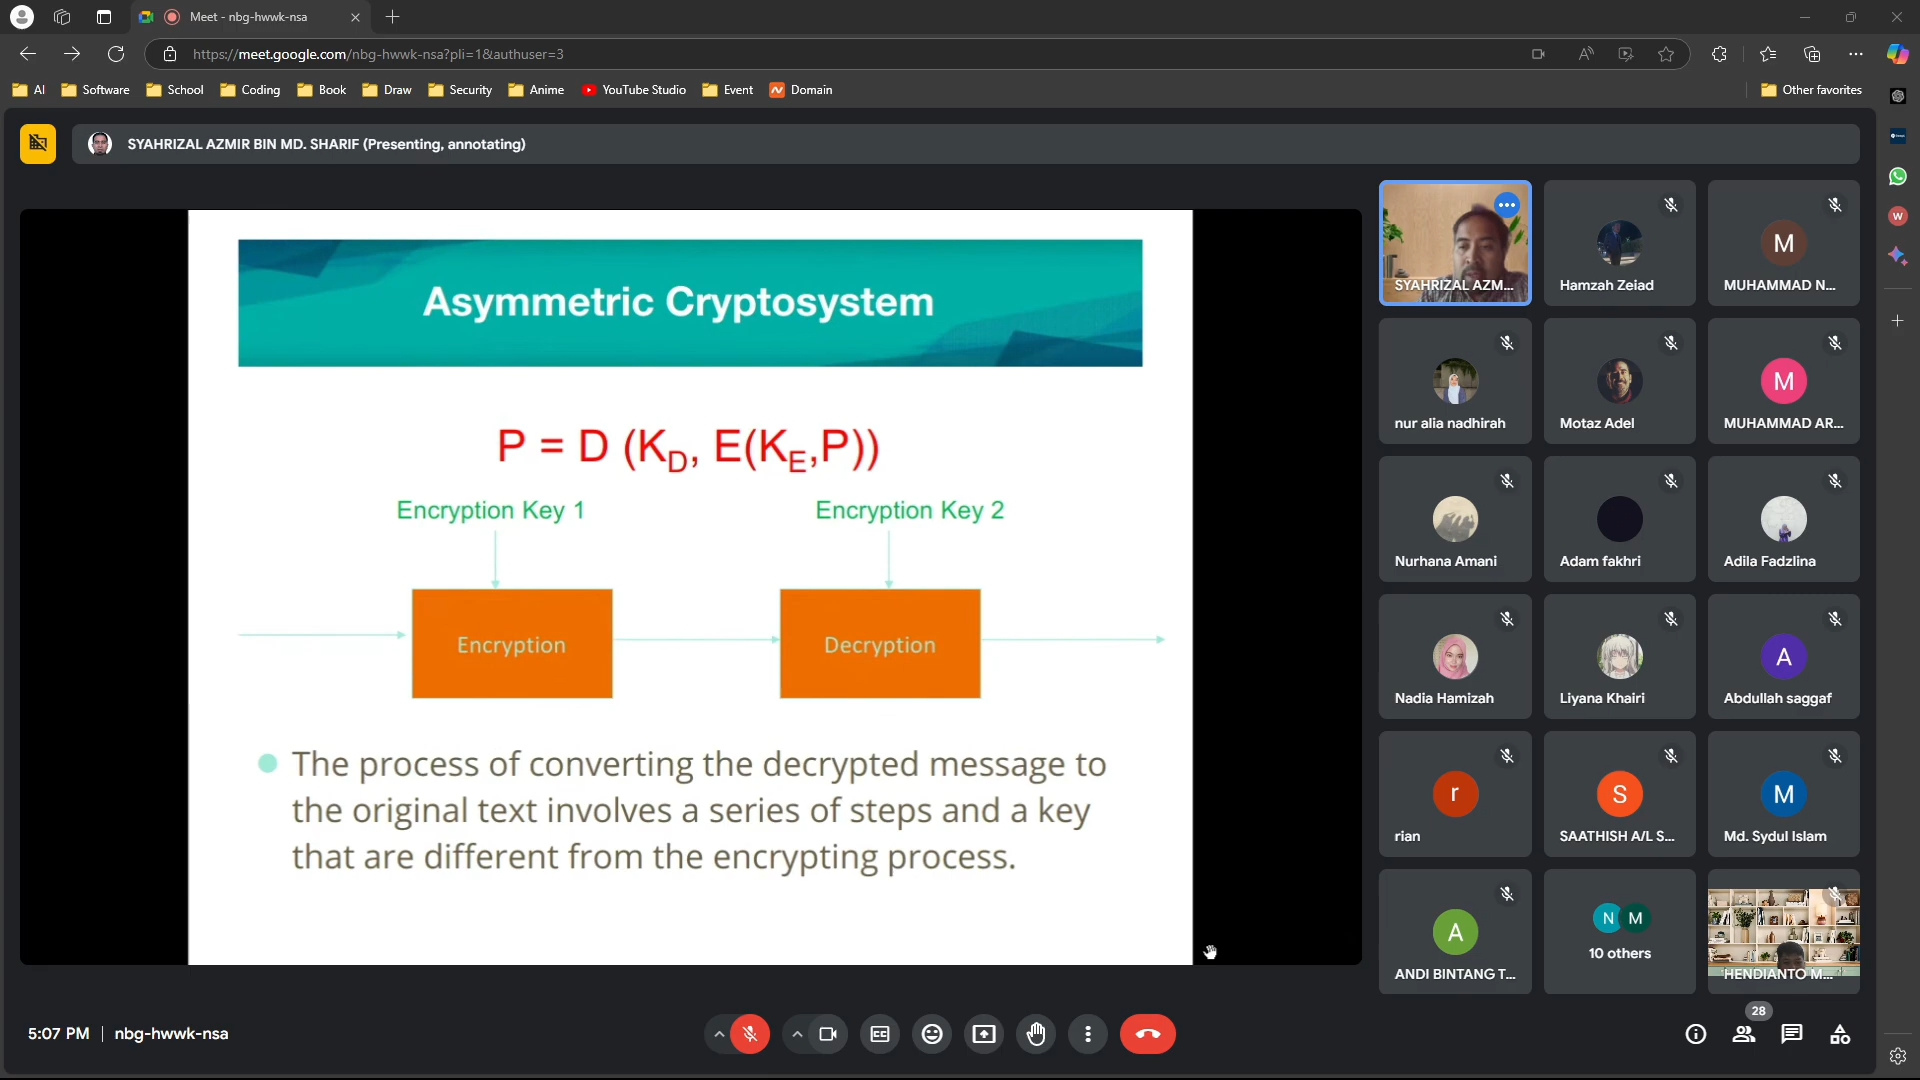 Meet - nbg-hwwk-nsa
https://meet.google.com/nbg-hwwk-nsa?pli=1&authuser=3
AI
Software
School
Coding
Book
Draw
Security
Anime
YouTube Studio
Event
Domain
Other favorites
SYAHRIZAL AZMIR BIN MD. SHARIF (Presenting, annotating)
Asymmetric Cryptosystem
P = D (KD, E(KE,P))
Encryption Key 1
Encryption Key 2
Encryption
Decryption
The process of converting the decrypted message to
the original text involves a series of steps and a key
that are different from the encrypting process.
SYAHRIZAL AZM...
Hamzah Zeiad
M
MUHAMMAD N...
nur alia nadhirah
Motaz Adel
M
MUHAMMAD AR...
Nurhana Amani
Adam fakhri
Adila Fadzlina
Nadia Hamizah
Liyana Khairi
A
Abdullah saggaf
r
rian
S
SAATHISH A/L S...
M
Md. Sydul Islam
A
ANDI BINTANG T...
N M
10 others
HENDIANTO M...
W
5:07 PM | nbg-hwwk-nsa
28